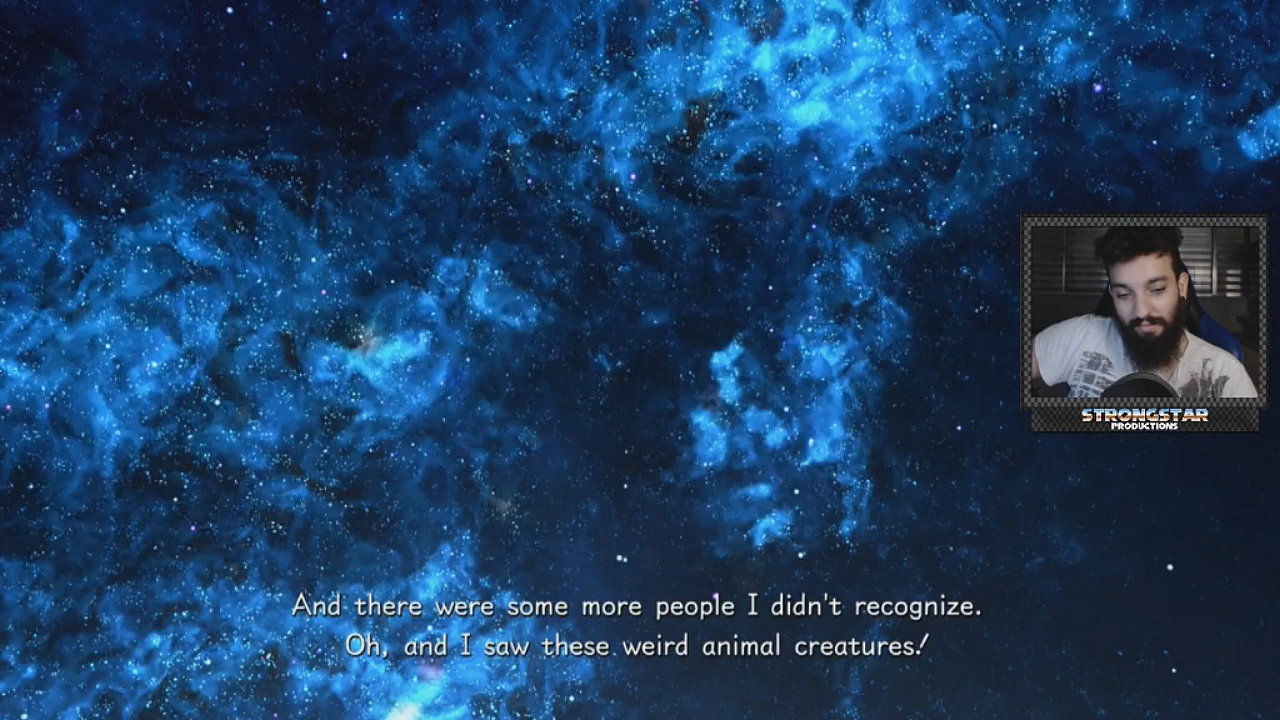 STRONGSTAR
PRODUCTIONS
And there were some more people I didn't recognize.
Oh, and I saw these weird animal creatures!